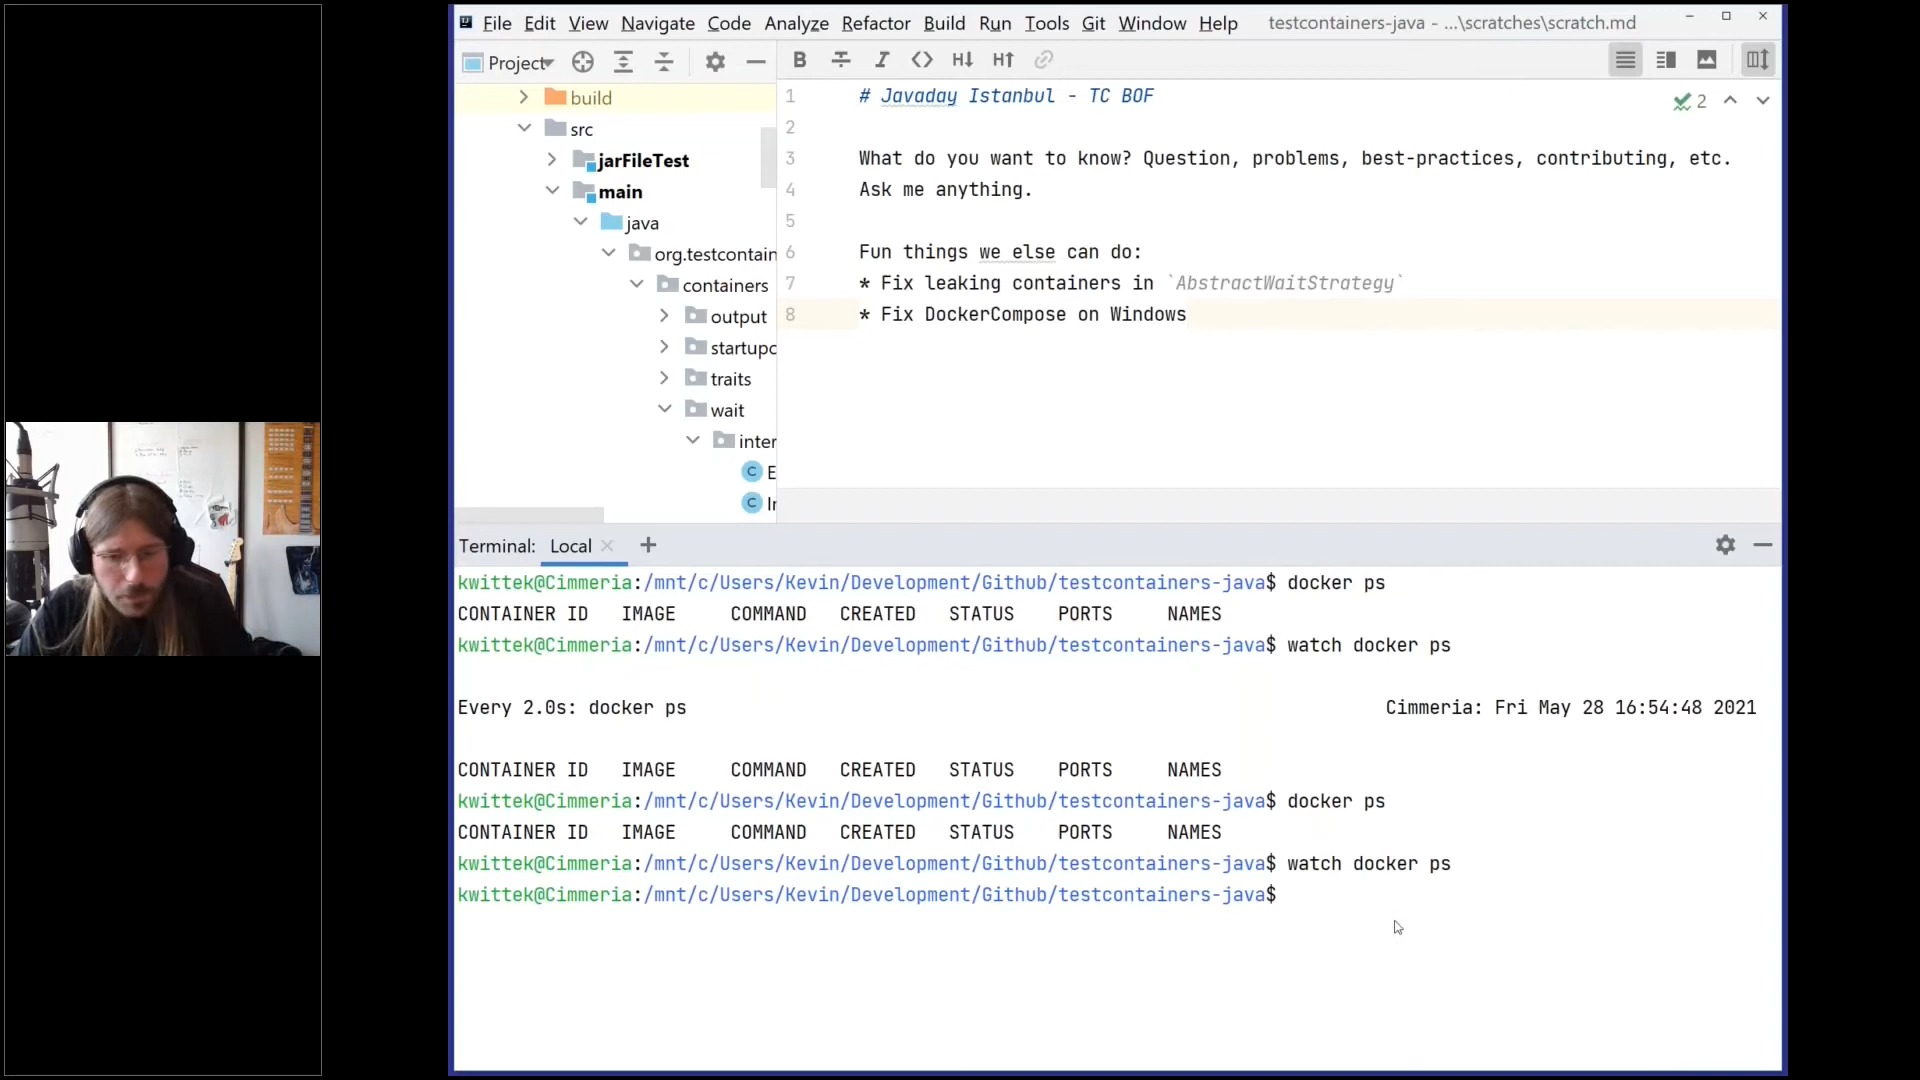 File Edit View Navigate Code Analyze Refactor Build Run Tools Git Window Help testcontainers-java - ...\scratches\scratch.md
Project
build
src
jarFileTest
main
java
org.testcontain
containers
output
startupc
traits
wait
inter
C E
C
1 # Javaday Istanbul - TC BOF
2
3 What do you want to know? Question, problems, best-practices, contributing, etc.
4 Ask me anything.
5
6 Fun things we else can do:
7 * Fix leaking containers in `AbstractWaitStrategy`
8 * Fix DockerCompose on Windows
2
Terminal: Local
kwittek@Cimmeria:/mnt/c/Users/Kevin/Development/Github/testcontainers-java$ docker ps
CONTAINER ID IMAGE COMMAND CREATED STATUS PORTS NAMES
kwittek@Cimmeria:/mnt/c/Users/Kevin/Development/Github/testcontainers-java$ watch docker ps
Every 2.0s: docker ps Cimmeria: Fri May 28 16:54:48 2021
CONTAINER ID IMAGE COMMAND CREATED STATUS PORTS NAMES
kwittek@Cimmeria:/mnt/c/Users/Kevin/Development/Github/testcontainers-java$ docker ps
CONTAINER ID IMAGE COMMAND CREATED STATUS PORTS NAMES
kwittek@Cimmeria:/mnt/c/Users/Kevin/Development/Github/testcontainers-java$ watch docker ps
kwittek@Cimmeria:/mnt/c/Users/Kevin/Development/Github/testcontainers-java$